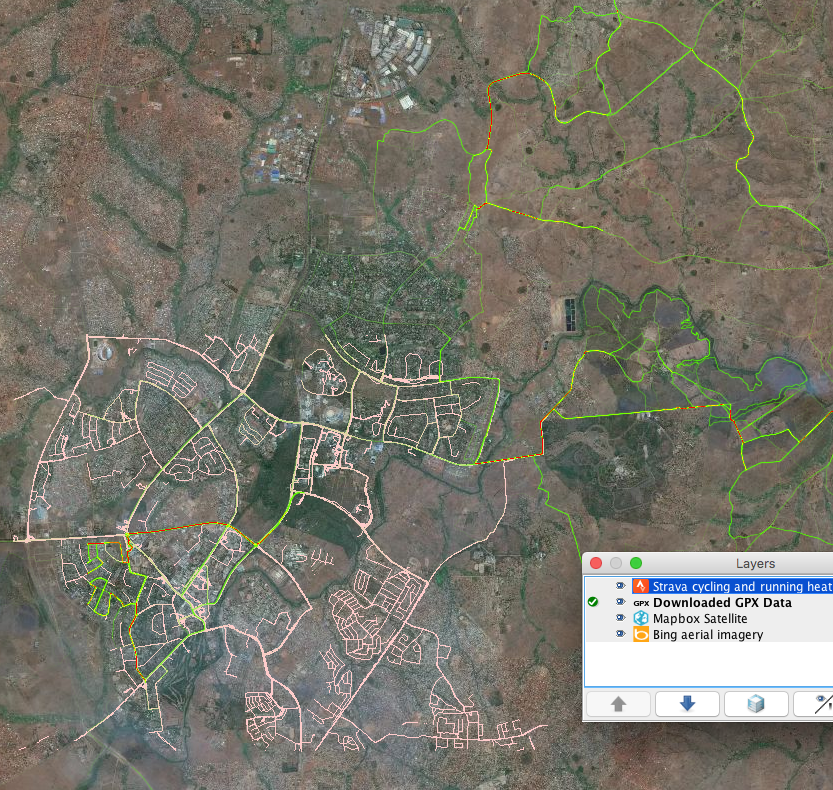 Layers
Strava cycling and running heat
GPX Downloaded GPX Data
Mapbox Satellite
Bing aerial imagery